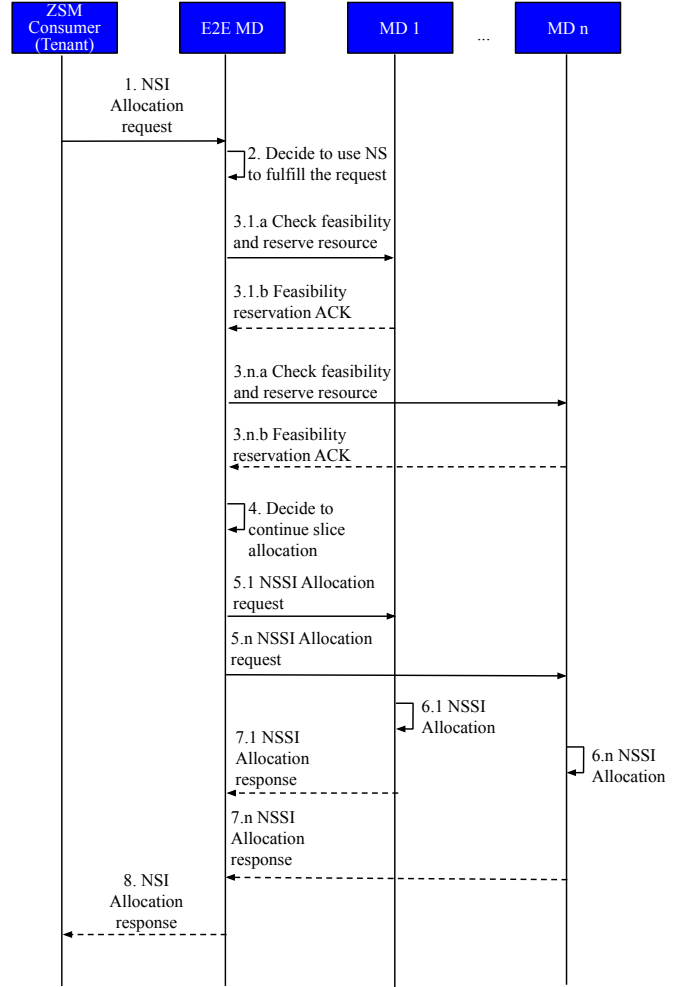 ZSM
Consumer
(Tenant)
E2E MD
MD 1
...
MD n
1. NSI
Allocation
request
2. Decide to use NS
to fulfill the request
3.1.a Check feasibility
and reserve resource
3.1.b Feasibility
reservation ACK
3.n.a Check feasibility
and reserve resource
3.n.b Feasibility
reservation ACK
4. Decide to
continue slice
allocation
5.1 NSSI Allocation
request
5.n NSSI Allocation
request
6.1 NSSI
Allocation
7.1 NSSI
Allocation
response
6.n NSSI
Allocation
7.n NSSI
Allocation
response
8. NSI
Allocation
response